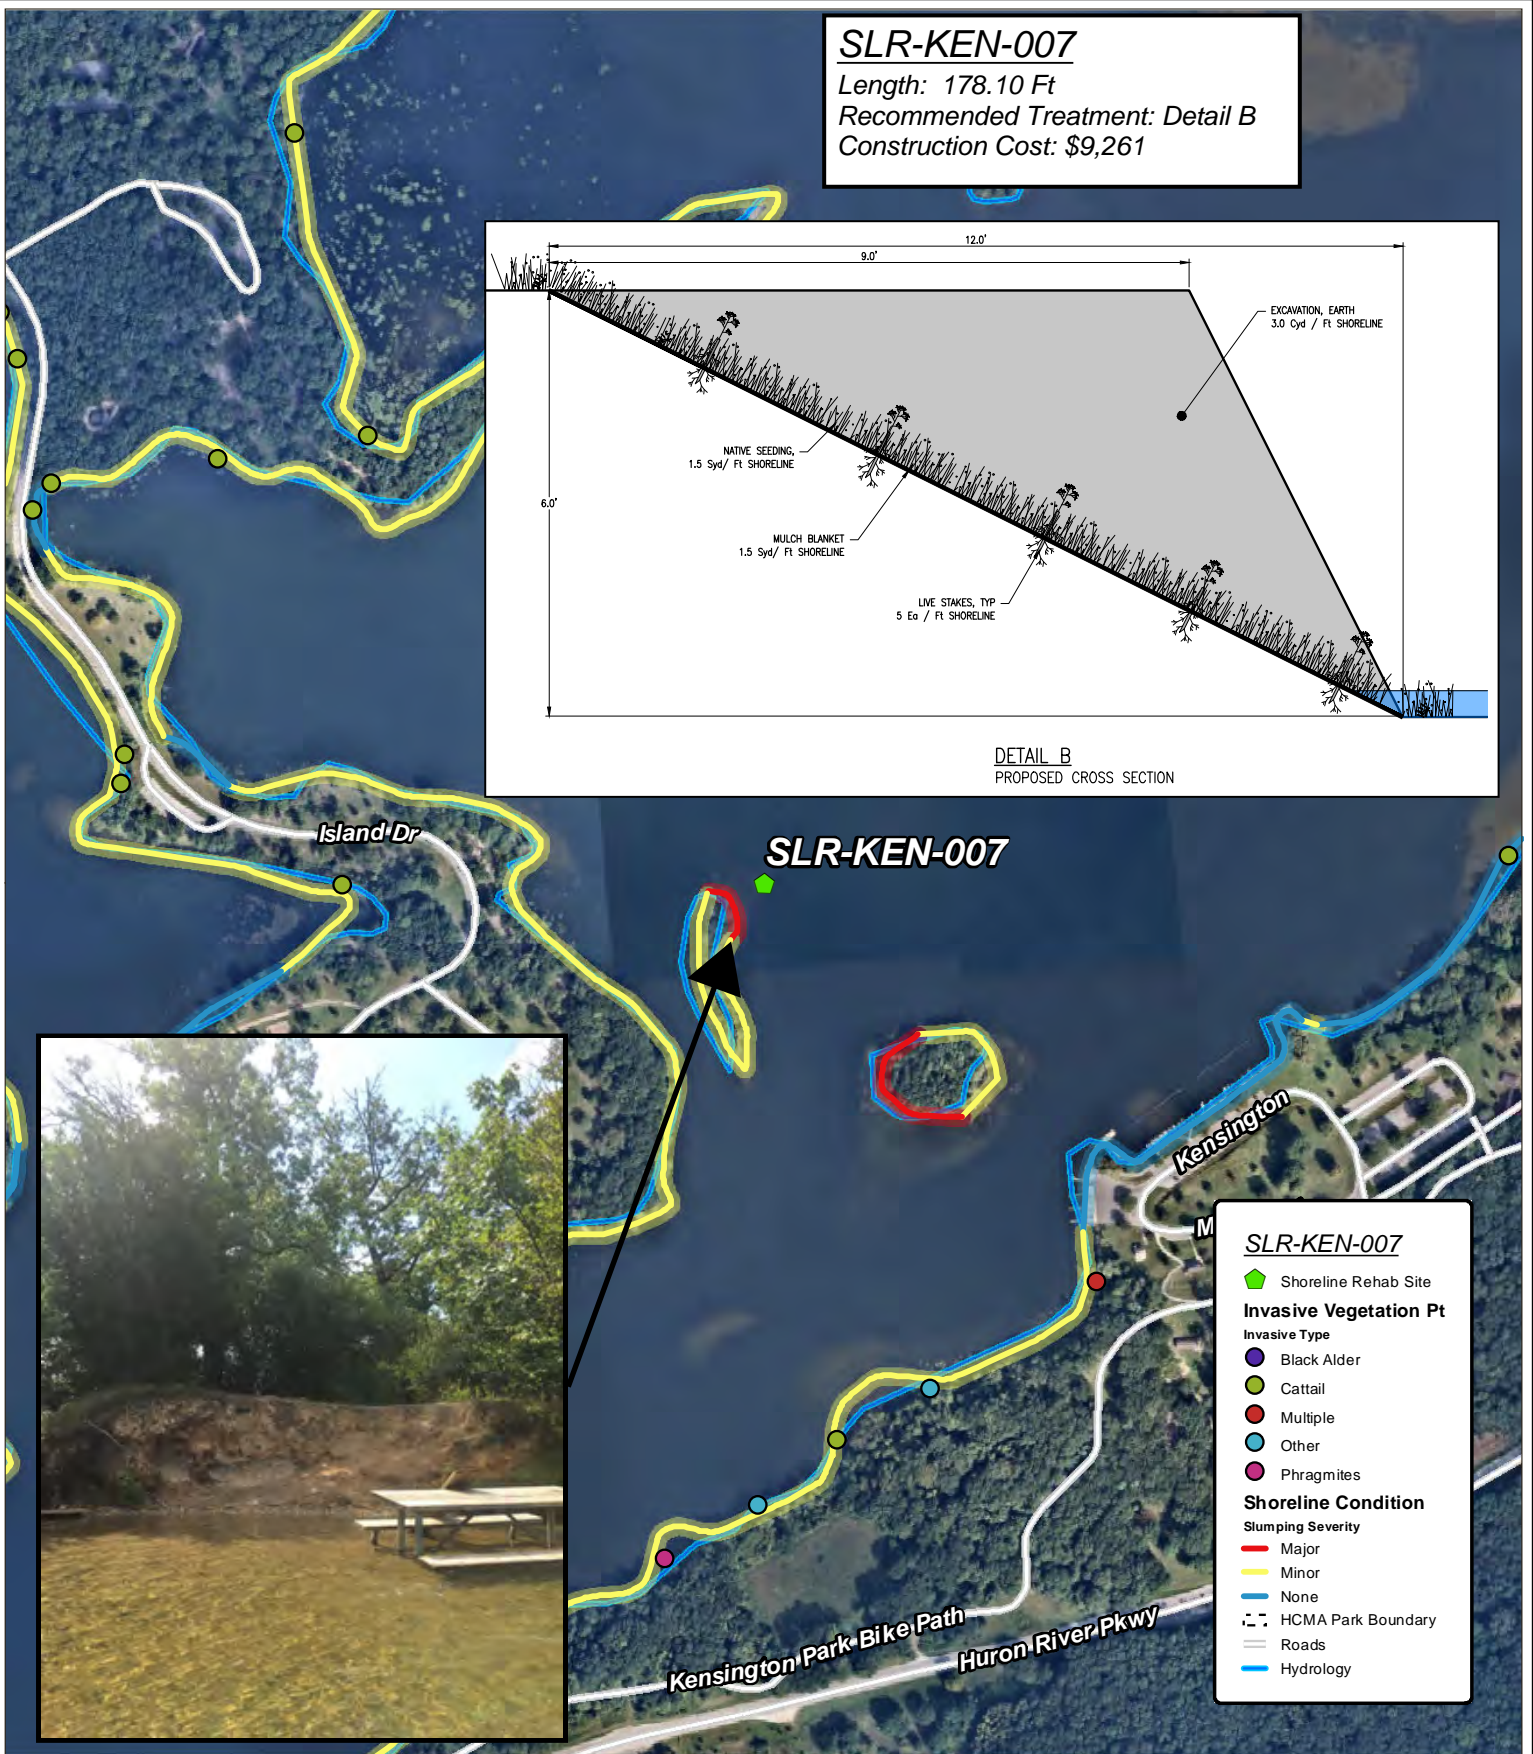 SLR-KEN-007
Length: 178.10 Ft
Recommended Treatment: Detail B
Construction Cost: $9,261
12.0'
9.0'
EXCAVATION, EARTH
3.0 Cyd / Ft SHORELINE
NATIVE SEEDING,
1.5 Syd/ Ft SHORELINE
6.0'
MULCH BLANKET
1.5 Syd/ Ft SHORELINE
LIVE STAKES, TYP
5 Ea / Ft SHORELINE
DETAIL B
PROPOSED CROSS SECTION
Island Dr
SLR-KEN-007
Kensington
M
SLR-KEN-007
Shoreline Rehab Site
Invasive Vegetation Pt
Invasive Type
Black Alder
Cattail
Multiple
Other
Phragmites
Shoreline Condition
Slumping Severity
Major
Minor
None
HCMA Park Boundary
Roads
Hydrology
Kensington Park Bike Path
Huron River Pkwy